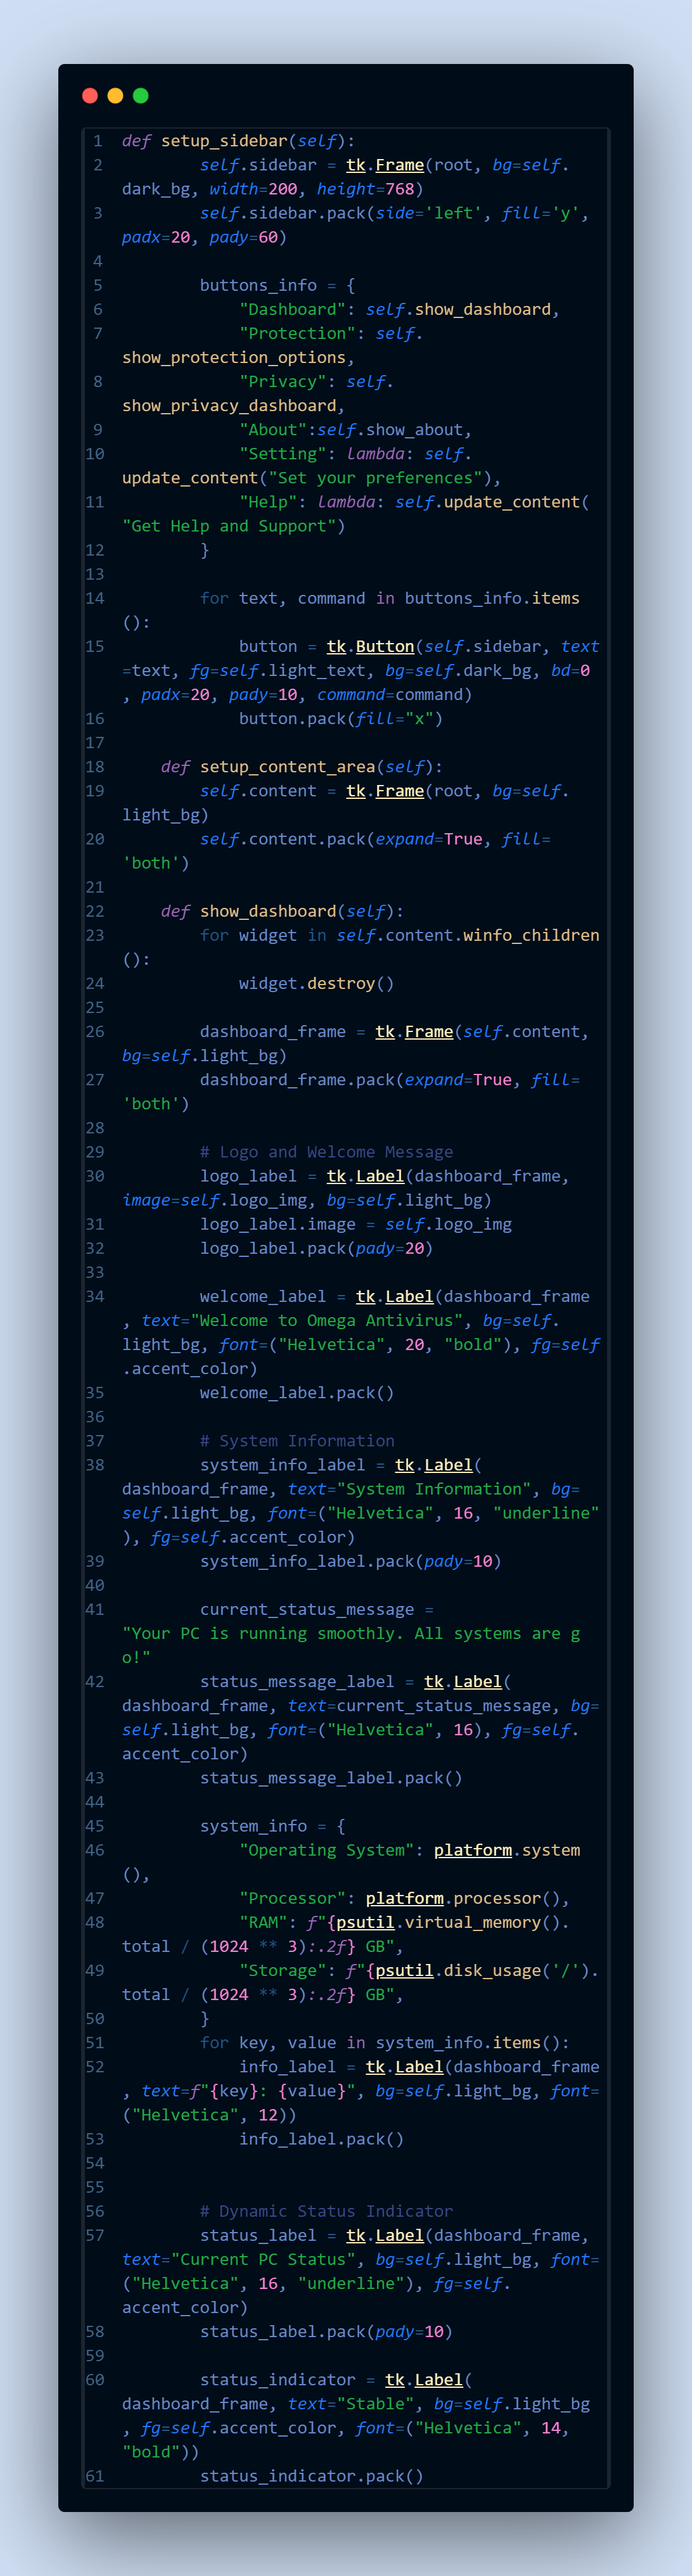 1 def setup_sidebar(self):
2         self.sidebar = tk.Frame(root, bg=self.
dark_bg, width=200, height=768)
3         self.sidebar.pack(side='left', fill='y',
padx=20, pady=60)
4
5         buttons_info = {
6             "Dashboard": self.show_dashboard,
7             "Protection": self.
show_protection_options,
8             "Privacy": self.
show_privacy_dashboard,
9             "About":self.show_about,
10             "Setting": lambda: self.
update_content("Set your preferences"),
11             "Help": lambda: self.update_content(
"Get Help and Support")
12         }
13
14         for text, command in buttons_info.items
():
15             button = tk.Button(self.sidebar, text
=text, fg=self.light_text, bg=self.dark_bg, bd=0
, padx=20, pady=10, command=command)
16             button.pack(fill="x")
17
18     def setup_content_area(self):
19         self.content = tk.Frame(root, bg=self.
light_bg)
20         self.content.pack(expand=True, fill=
'both')
21
22     def show_dashboard(self):
23         for widget in self.content.winfo_children
():
24             widget.destroy()
25
26         dashboard_frame = tk.Frame(self.content,
bg=self.light_bg)
27         dashboard_frame.pack(expand=True, fill=
'both')
28
29         # Logo and Welcome Message
30         logo_label = tk.Label(dashboard_frame,
image=self.logo_img, bg=self.light_bg)
31         logo_label.image = self.logo_img
32         logo_label.pack(pady=20)
33
34         welcome_label = tk.Label(dashboard_frame
, text="Welcome to Omega Antivirus", bg=self.
light_bg, font=("Helvetica", 20, "bold"), fg=self
.accent_color)
35         welcome_label.pack()
36
37         # System Information
38         system_info_label = tk.Label(
dashboard_frame, text="System Information", bg=
self.light_bg, font=("Helvetica", 16, "underline"
), fg=self.accent_color)
39         system_info_label.pack(pady=10)
40
41         current_status_message =
"Your PC is running smoothly. All systems are g
o!"
42         status_message_label = tk.Label(
dashboard_frame, text=current_status_message, bg=
self.light_bg, font=("Helvetica", 16), fg=self.
accent_color)
43         status_message_label.pack()
44
45         system_info = {
46             "Operating System": platform.system
(),
47             "Processor": platform.processor(),
48             "RAM": f"{psutil.virtual_memory().
total / (1024 ** 3):.2f} GB",
49             "Storage": f"{psutil.disk_usage('/').
total / (1024 ** 3):.2f} GB",
50         }
51         for key, value in system_info.items():
52             info_label = tk.Label(dashboard_frame
, text=f"{key}: {value}", bg=self.light_bg, font=
("Helvetica", 12))
53             info_label.pack()
54
55
56         # Dynamic Status Indicator
57         status_label = tk.Label(dashboard_frame,
text="Current PC Status", bg=self.light_bg, font=
("Helvetica", 16, "underline"), fg=self.
accent_color)
58         status_label.pack(pady=10)
59
60         status_indicator = tk.Label(
dashboard_frame, text="Stable", bg=self.light_bg
, fg=self.accent_color, font=("Helvetica", 14,
"bold"))
61         status_indicator.pack()